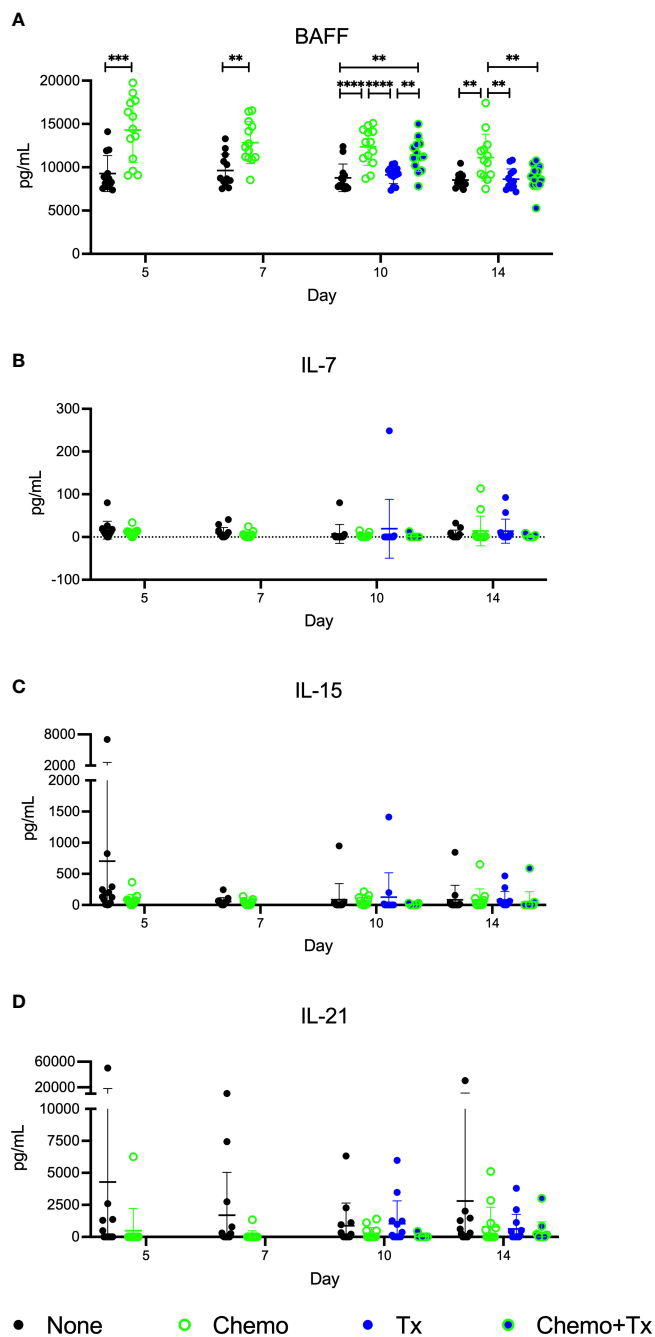 A
BAFF
*** ** ** **
**** **** ** ** **
20000
15000
10000
5000
0
pg/mL
5 7 10 14
Day
B
IL-7
300
200
100
0
-100
pg/mL
5 7 10 14
Day
C
IL-15
8000
2000
2000
1500
1000
500
0
pg/mL
5 7 10 14
Day
D
IL-21
60000
20000
10000
7500
5000
2500
0
pg/mL
5 7 10 14
Day
None Chemo Tx Chemo+Tx